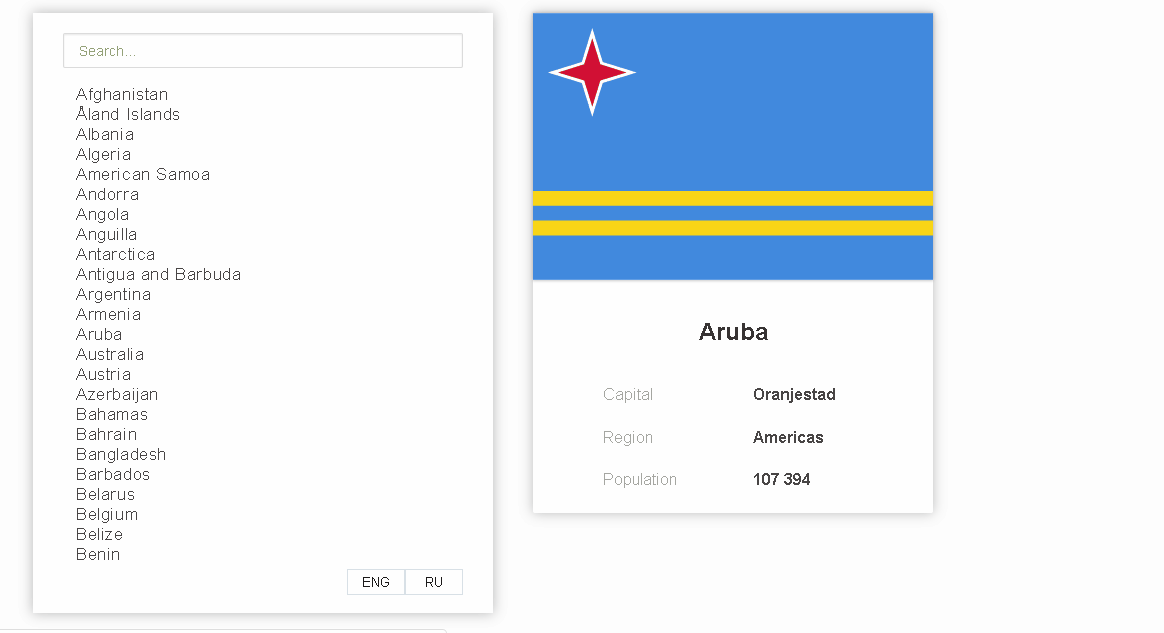 Search...
Afghanistan
Åland Islands
Albania
Algeria
American Samoa
Andorra
Angola
Anguilla
Antarctica
Antigua and Barbuda
Argentina
Armenia
Aruba
Australia
Austria
Azerbaijan
Bahamas
Bahrain
Bangladesh
Barbados
Belarus
Belgium
Belize
Benin
ENG RU
Aruba
Capital Oranjestad
Region Americas
Population 107 394